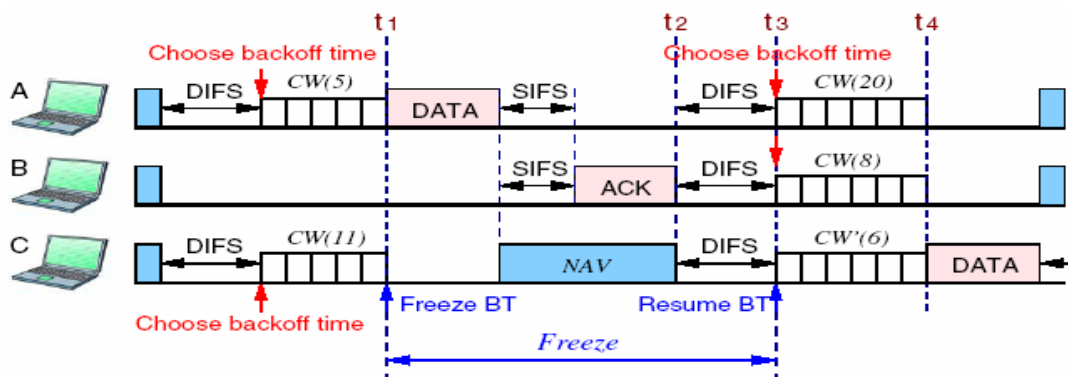 t1 t2 t3 t4
Choose backoff time Choose backoff time
A DIFS CW(5) DATA SIFS DIFS CW(20)
B SIFS ACK DIFS CW(8)
C DIFS CW(11) NAV DIFS CW'(6) DATA
Freeze BT Resume BT
Choose backoff time
Freeze